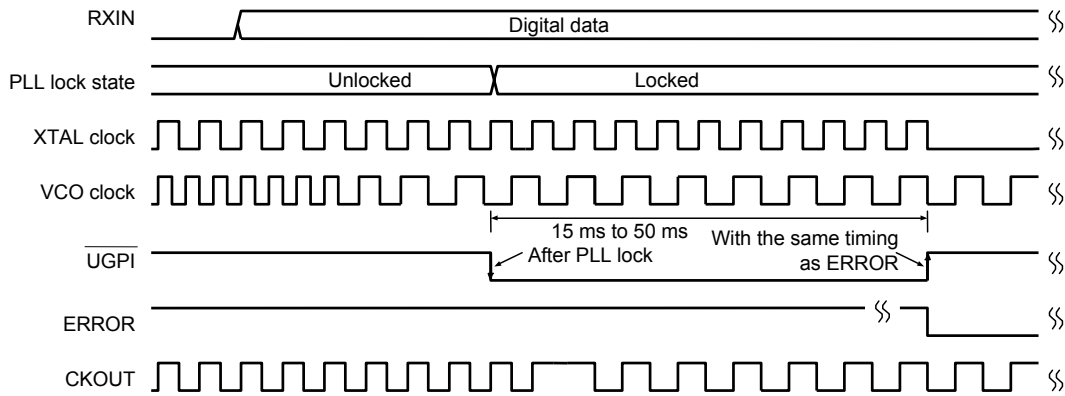 RXIN
Digital data
PLL lock state
Unlocked
Locked
XTAL clock
VCO clock
15 ms to 50 ms
With the same timing
as ERROR
After PLL lock
UGPI
ERROR
CKOUT